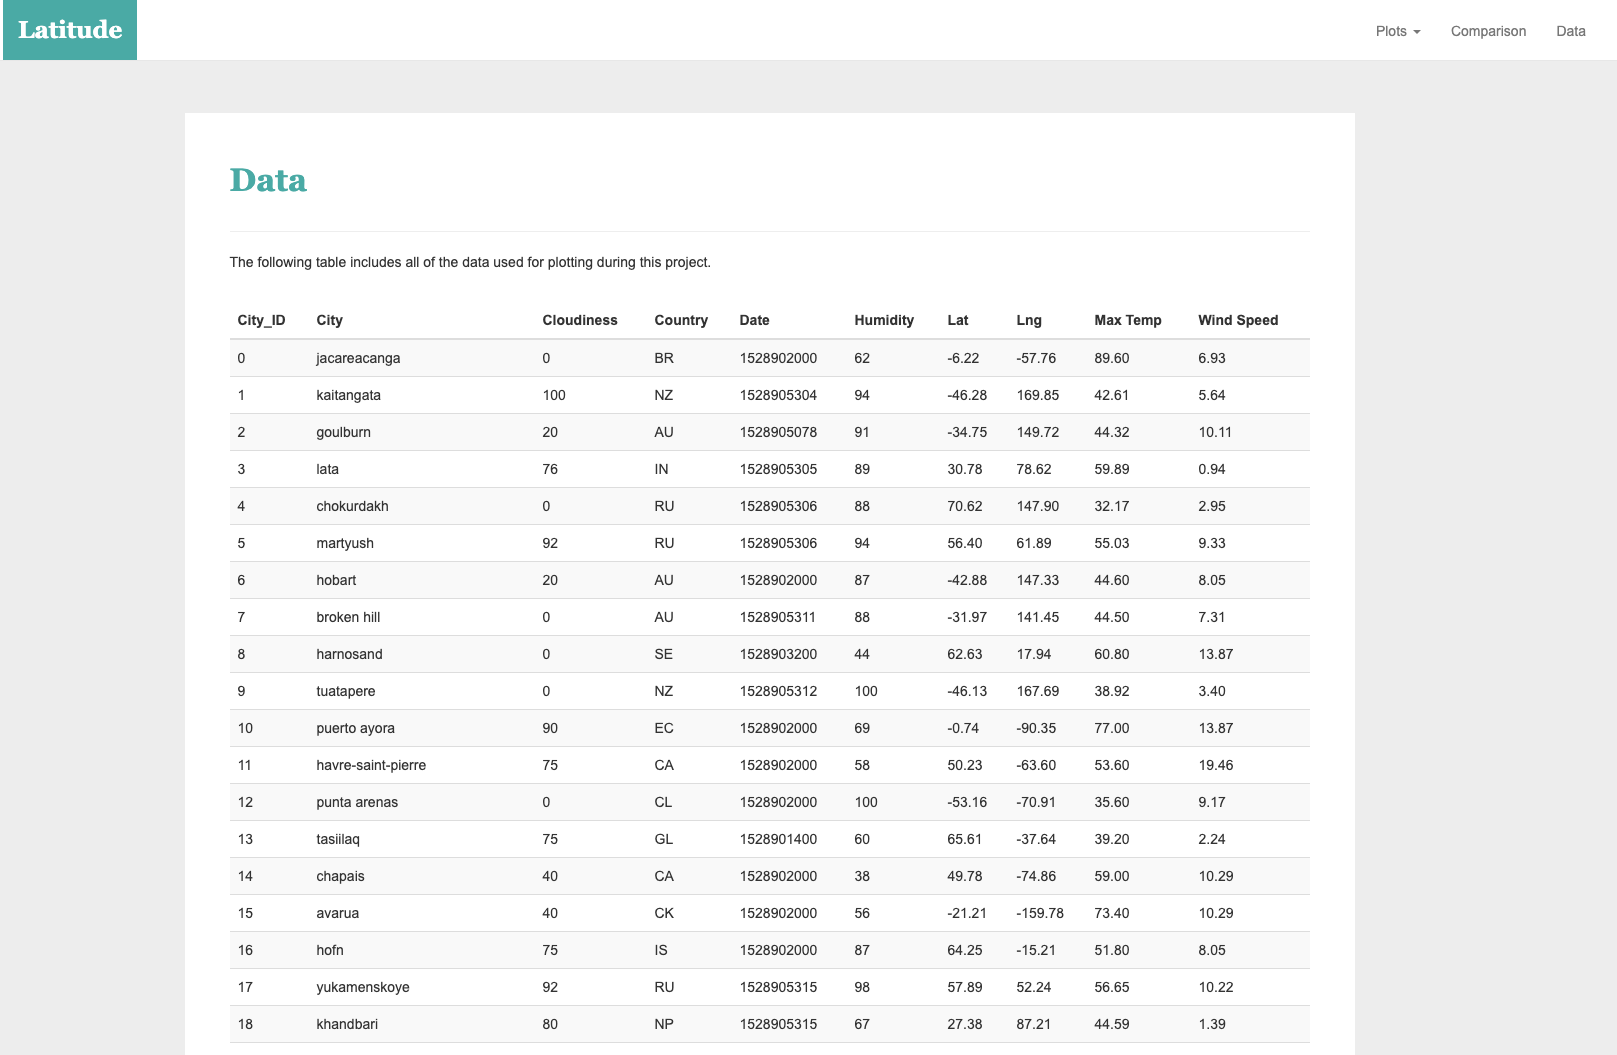 Latitude
Plots Comparison Data
Data
The following table includes all of the data used for plotting during this project.
City_ID City Cloudiness Country Date Humidity Lat Lng Max Temp Wind Speed
0 jacareacanga 0 BR 1528902000 62 -6.22 -57.76 89.60 6.93
1 kaitangata 100 NZ 1528905304 94 -46.28 169.85 42.61 5.64
2 goulburn 20 AU 1528905078 91 -34.75 149.72 44.32 10.11
3 lata 76 IN 1528905305 89 30.78 78.62 59.89 0.94
4 chokurdakh 0 RU 1528905306 88 70.62 147.90 32.17 2.95
5 martyush 92 RU 1528905306 94 56.40 61.89 55.03 9.33
6 hobart 20 AU 1528902000 87 -42.88 147.33 44.60 8.05
7 broken hill 0 AU 1528905311 88 -31.97 141.45 44.50 7.31
8 harnosand 0 SE 1528903200 44 62.63 17.94 60.80 13.87
9 tuatapere 0 NZ 1528905312 100 -46.13 167.69 38.92 3.40
10 puerto ayora 90 EC 1528902000 69 -0.74 -90.35 77.00 13.87
11 havre-saint-pierre 75 CA 1528902000 58 50.23 -63.60 53.60 19.46
12 punta arenas 0 CL 1528902000 100 -53.16 -70.91 35.60 9.17
13 tasiilaq 75 GL 1528901400 60 65.61 -37.64 39.20 2.24
14 chapais 40 CA 1528902000 38 49.78 -74.86 59.00 10.29
15 avarua 40 CK 1528902000 56 -21.21 -159.78 73.40 10.29
16 hofn 75 IS 1528902000 87 64.25 -15.21 51.80 8.05
17 yukamenskoye 92 RU 1528905315 98 57.89 52.24 56.65 10.22
18 khandbari 80 NP 1528905315 67 27.38 87.21 44.59 1.39